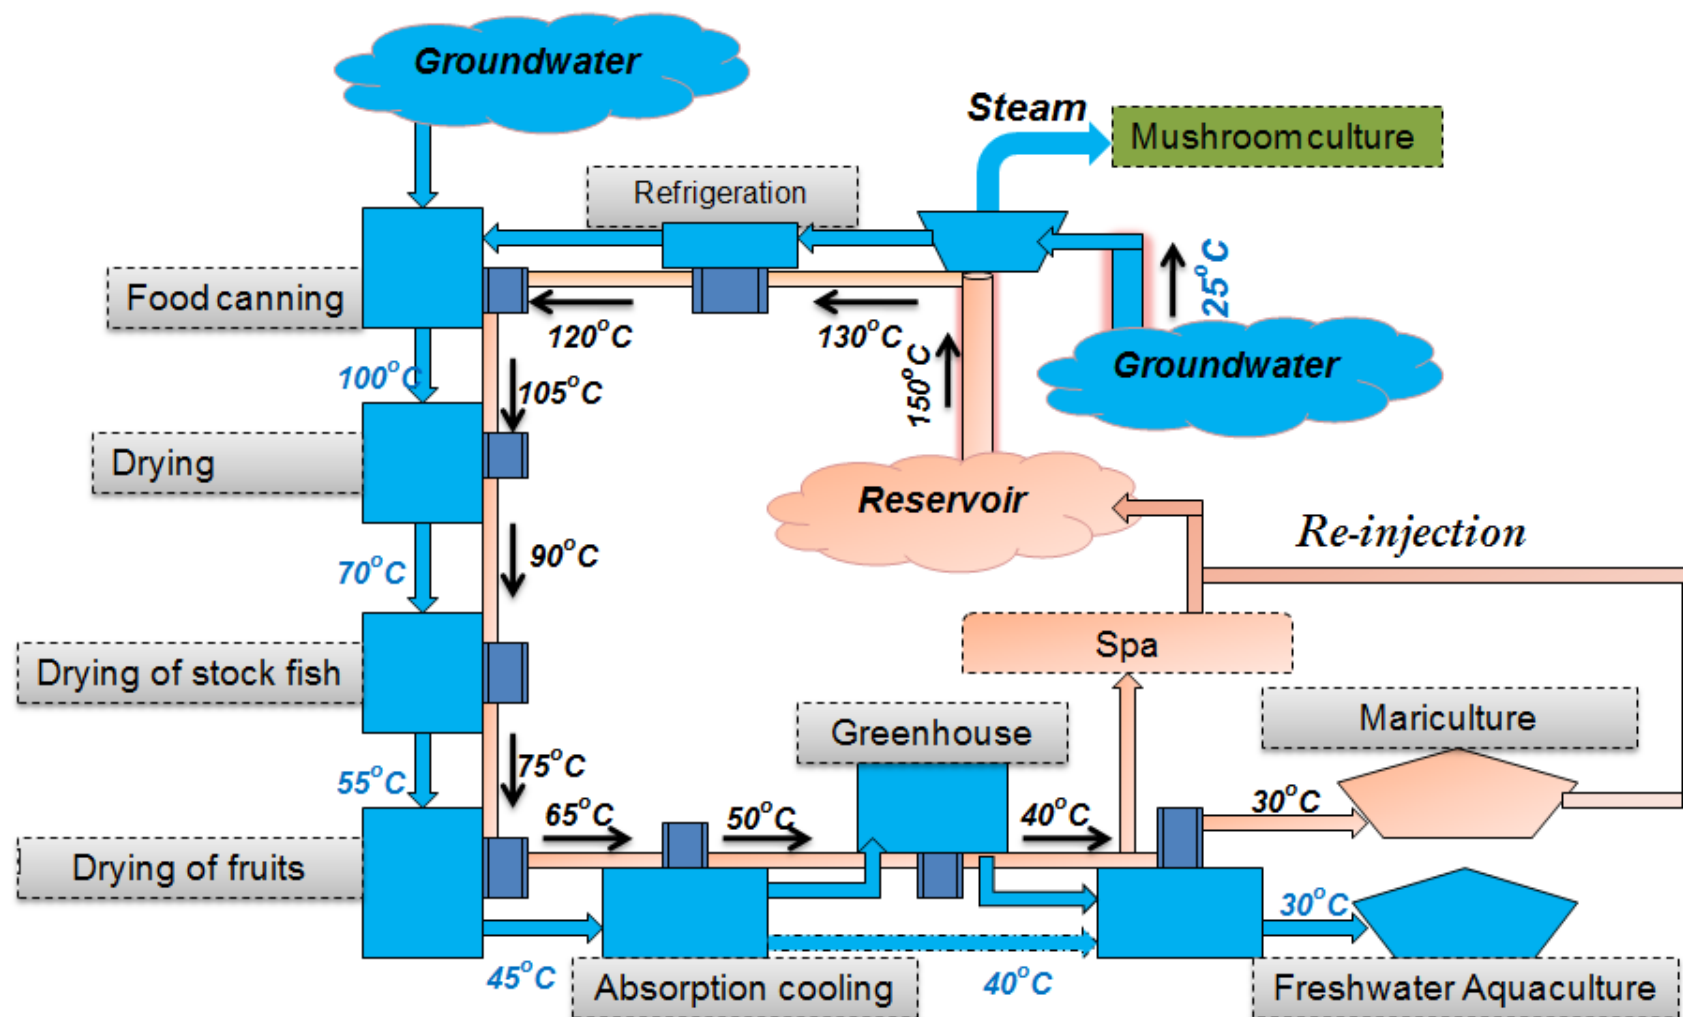 Groundwater
Steam
Mushroom culture
Refrigeration
25°C
Food canning
120°C
130°C
150°C
Groundwater
100°C
105°C
Drying
Reservoir
Re-injection
70°C
90°C
Spa
Drying of stock fish
Mariculture
Greenhouse
55°C
75°C
65°C
50°C
40°C
30°C
Drying of fruits
30°C
45°C
Absorption cooling
40°C
Freshwater Aquaculture